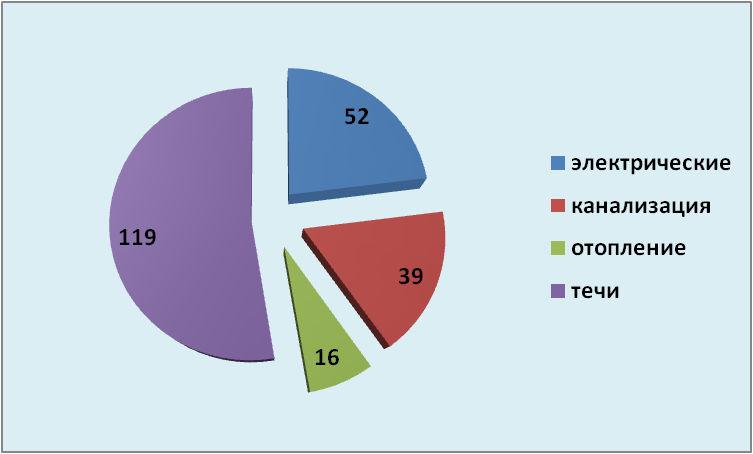 52
39
16
119
электрические
канализация
отопление
течи